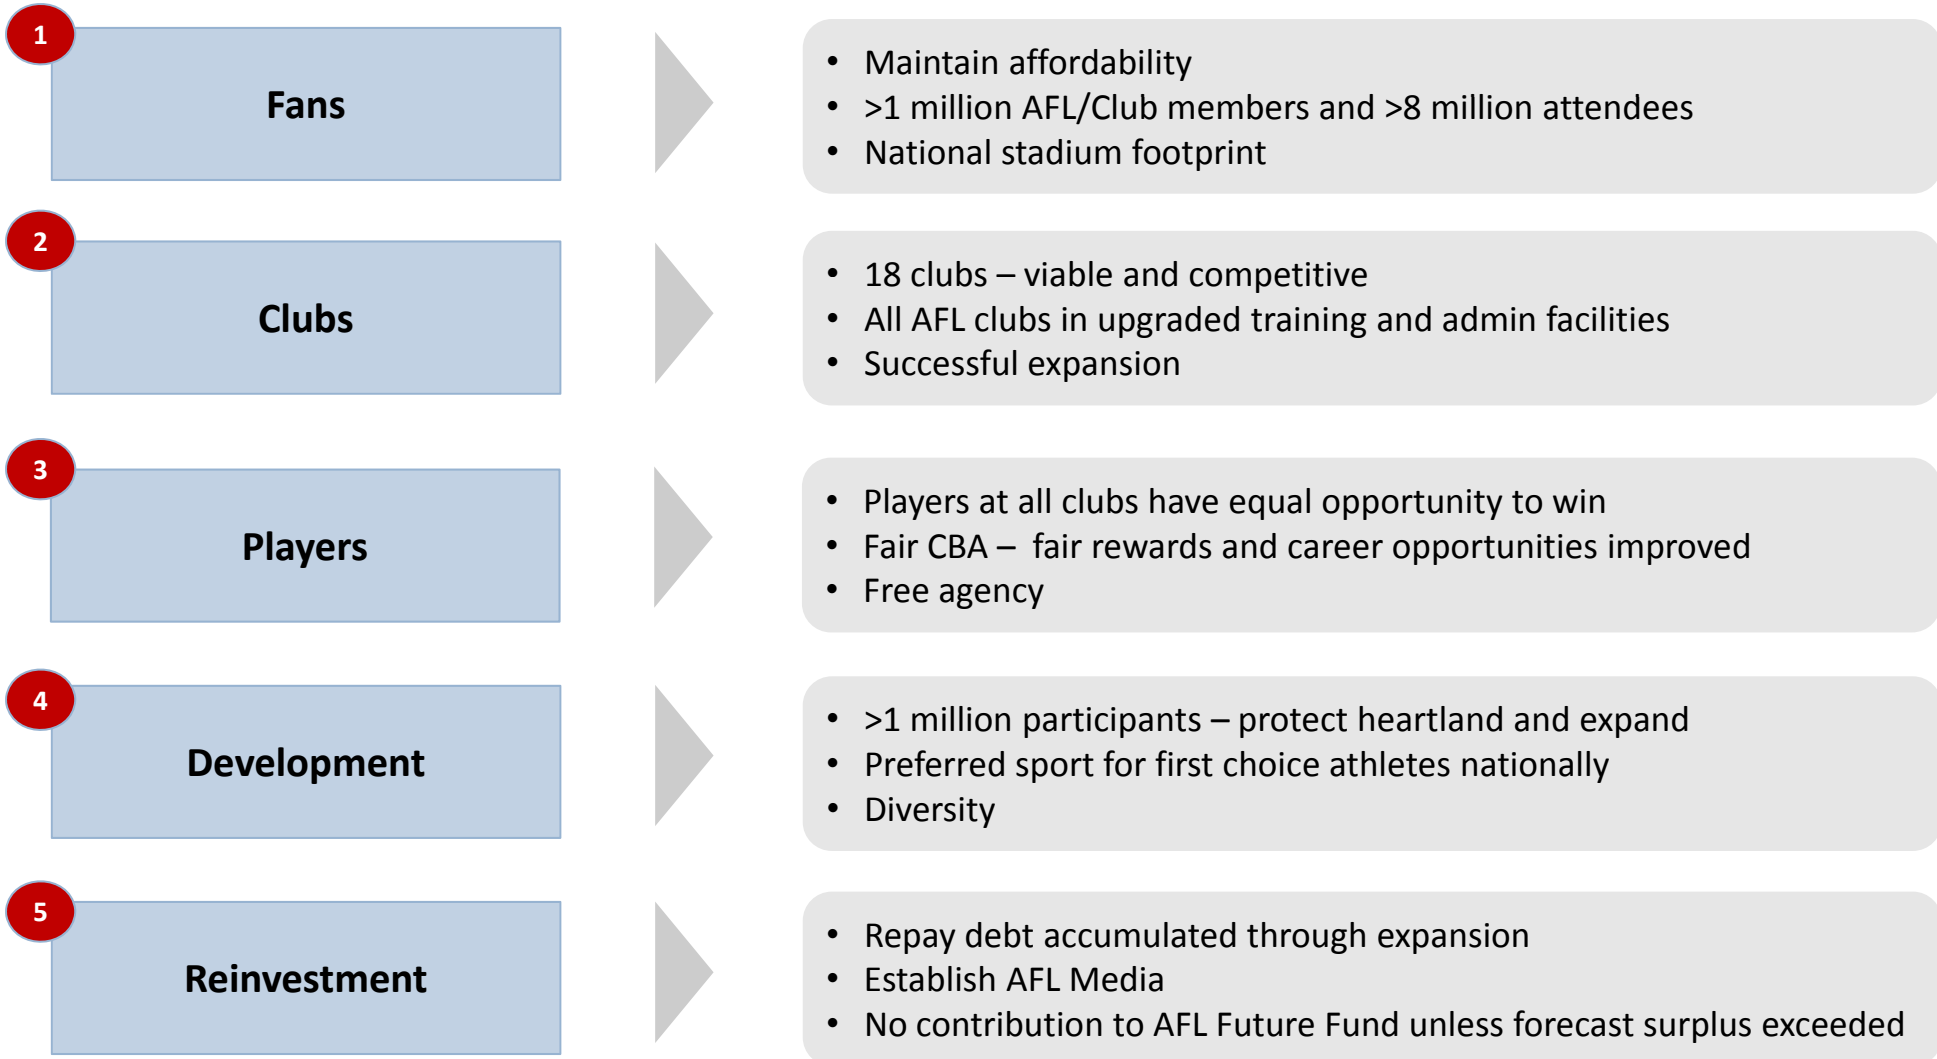 1
Fans
• Maintain affordability
• >1 million AFL/Club members and >8 million attendees
• National stadium footprint
2
Clubs
• 18 clubs – viable and competitive
• All AFL clubs in upgraded training and admin facilities
• Successful expansion
3
Players
• Players at all clubs have equal opportunity to win
• Fair CBA – fair rewards and career opportunities improved
• Free agency
4
Development
• >1 million participants – protect heartland and expand
• Preferred sport for first choice athletes nationally
• Diversity
5
Reinvestment
• Repay debt accumulated through expansion
• Establish AFL Media
• No contribution to AFL Future Fund unless forecast surplus exceeded